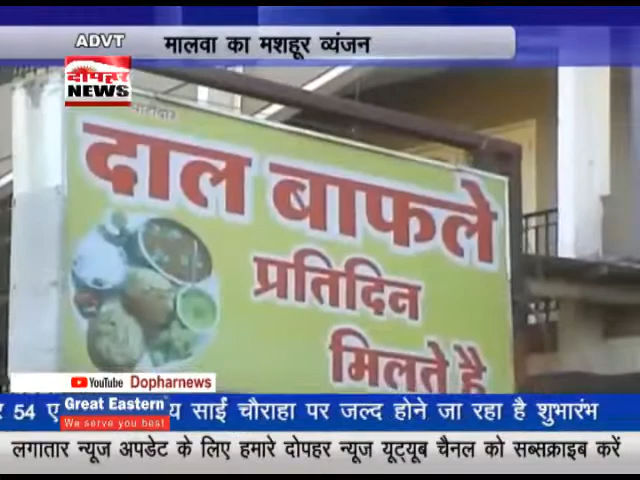 ADVT
मालवा का मशहूर व्यंजन
दोपहर
NEWS
दाल बाफले
प्रतिदिन
मिलते है
YouTube Dopharnews
र 54 ए
Great Eastern
We serve you best
य साईं चौराहा पर जल्द होने जा रहा है शुभारंभ
लगातार न्यूज अपडेट के लिए हमारे दोपहर न्यूज यूट्यूब चैनल को सब्सक्राइब करें